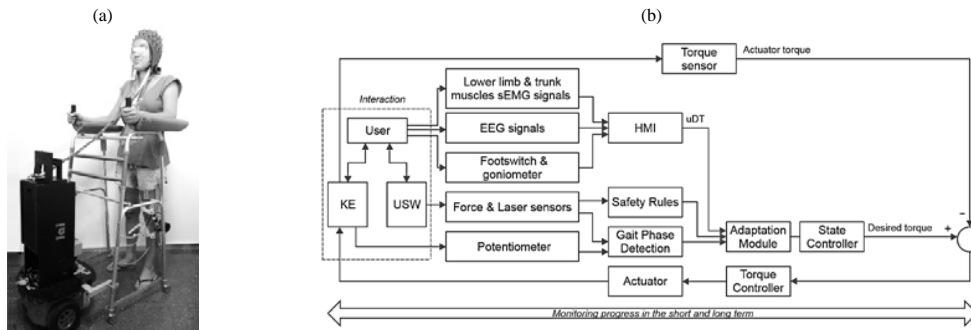 (a)
(b)
Torque
sensor
Actuator torque
Lower limb & trunk
muscles sEMG signals
Interaction
User
EEG signals
HMI
uDT
Footswitch &
goniometer
KE
USW
Force & Laser sensors
Safety Rules
Potentiometer
Gait Phase
Detection
Adaptation
Module
State
Controller
Desired torque
+
-
Actuator
Torque
Controller
Monitoring progress in the short and long term
iai